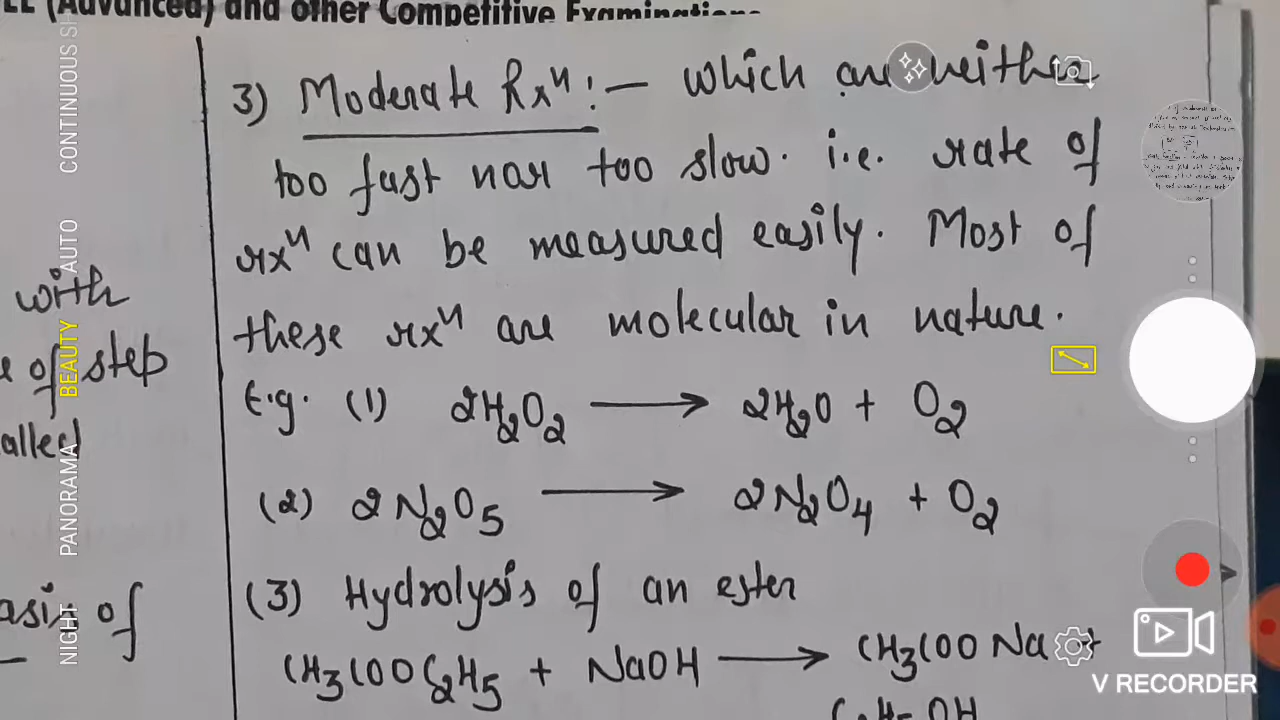 (Advanced) and other Competitive Examinations
3) Moderate Rxⁿ :— Which are neither
too fast nor too slow. i.e. rate of
rxⁿ can be measured easily. Most of
these rxⁿ are molecular in nature.
E.g. (1) 2H₂O₂ ⟶ 2H₂O + O₂
(2) 2N₂O₅ ⟶ 2N₂O₄ + O₂
(3) Hydrolysis of an ester
CH₃COOC₂H₅ + NaOH ⟶ CH₃COONa +
with
of step
alled
asis of
CONTINUOUS SH
AUTO
BEAUTY
PANORAMA
NIGHT
V RECORDER